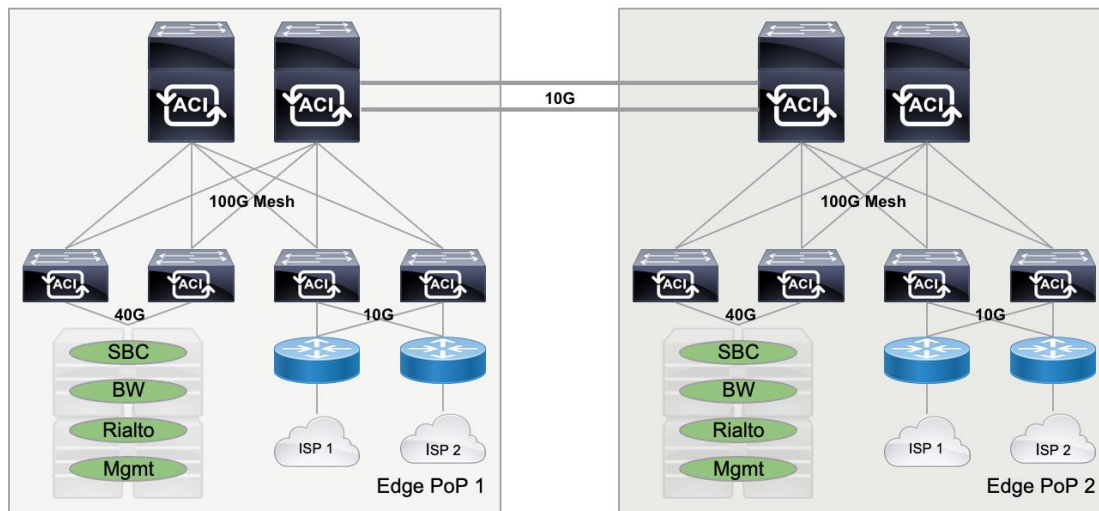 ACI ACI
10G
ACI ACI
100G Mesh
100G Mesh
ACI ACI ACI ACI
ACI ACI ACI ACI
40G
10G
40G
10G
SBC
BW
Rialto
Mgmt
ISP 1
ISP 2
Edge PoP 1
SBC
BW
Rialto
Mgmt
ISP 1
ISP 2
Edge PoP 2